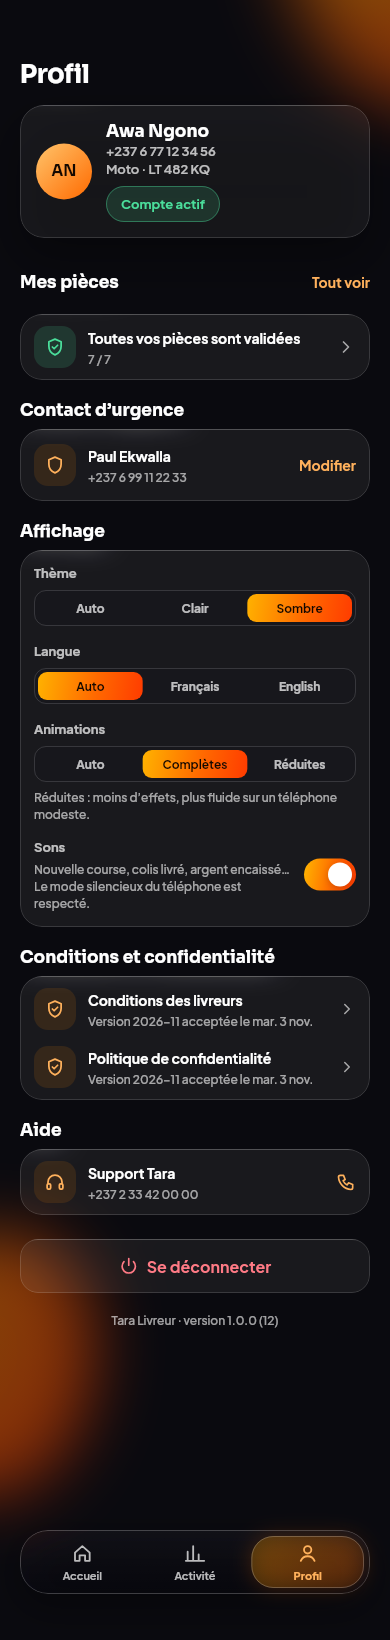 Profil
AN
Awa Ngono
+237 6 77 12 34 56
Moto · LT 482 KQ
Compte actif
Mes pièces
Tout voir
Toutes vos pièces sont validées
7 / 7
Contact d’urgence
Paul Ekwalla
+237 6 99 11 22 33
Modifier
Affichage
Thème
Auto
Clair
Sombre
Langue
Auto
Français
English
Animations
Auto
Complètes
Réduites
Réduites : moins d’effets, plus fluide sur un téléphone
modeste.
Sons
Nouvelle course, colis livré, argent encaissé…
Le mode silencieux du téléphone est
respecté.
Conditions et confidentialité
Conditions des livreurs
Version 2026-11 acceptée le mar. 3 nov.
Politique de confidentialité
Version 2026-11 acceptée le mar. 3 nov.
Aide
Support Tara
+237 2 33 42 00 00
Se déconnecter
Tara Livreur · version 1.0.0 (12)
Accueil
Activité
Profil